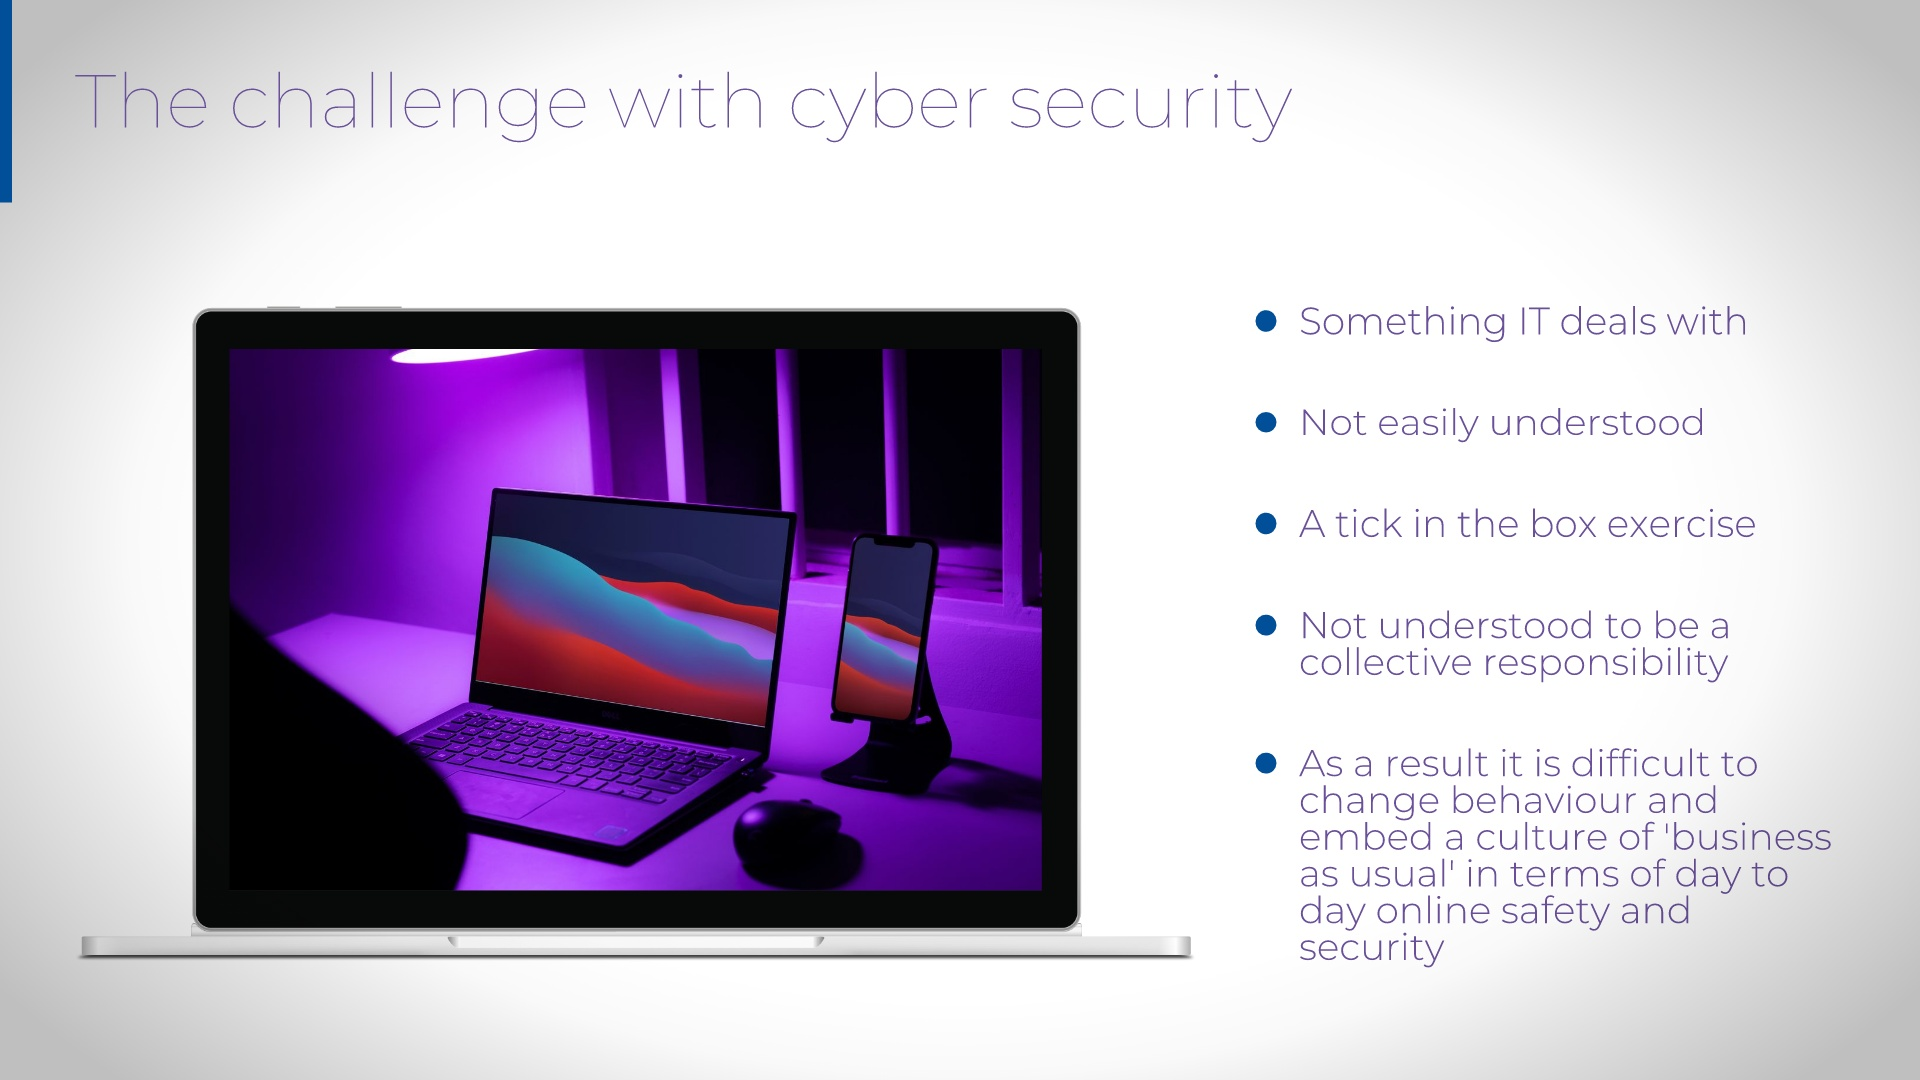 The challenge with cyber security
Something IT deals with
Not easily understood
A tick in the box exercise
Not understood to be a
collective responsibility
As a result it is difficult to
change behaviour and
embed a culture of 'business
as usual' in terms of day to
day online safety and
security